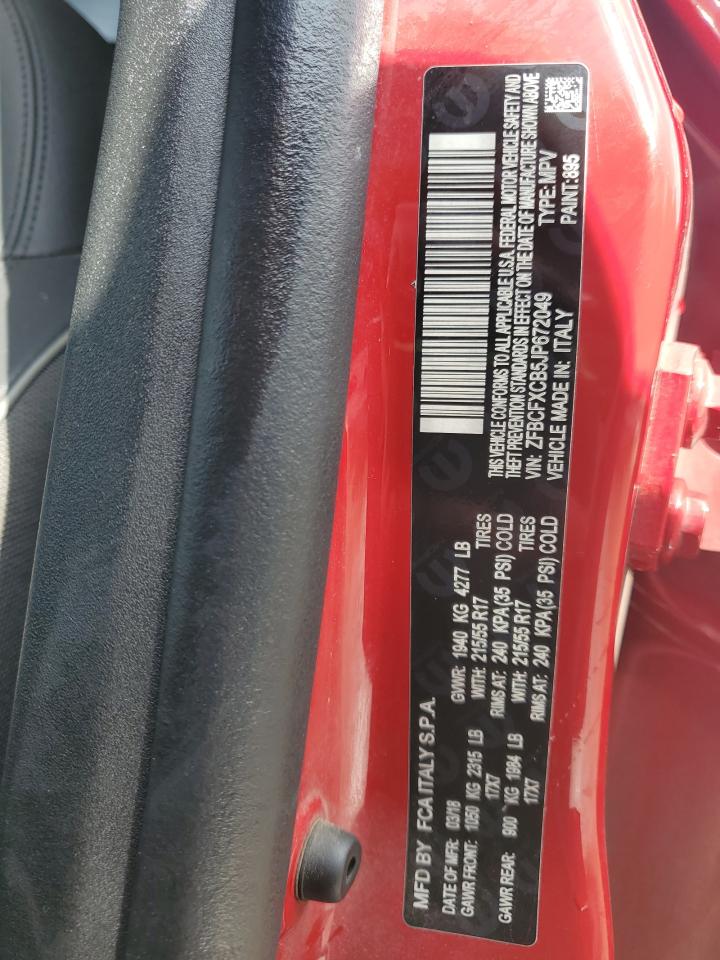 MFD BY FCA ITALY S.P.A.
DATE OF MFR: 03/18 GVWR: 1940 KG 4277 LB
GAWR FRONT: 1050 KG 2315 LB WITH: 215/55 R17 TIRES
17X7 RIMS AT: 240 KPA(35 PSI) COLD
GAWR REAR: 900 KG 1984 LB WITH: 215/55 R17 TIRES
17X7 RIMS AT: 240 KPA(35 PSI) COLD
THIS VEHICLE CONFORMS TO ALL APPLICABLE U.S.A. FEDERAL MOTOR VEHICLE SAFETY AND
THEFT PREVENTION STANDARDS IN EFFECT ON THE DATE OF MANUFACTURE SHOWN ABOVE
VIN: ZFBCFXCB5JP672049 TYPE: MPV
VEHICLE MADE IN: ITALY PAINT: 895